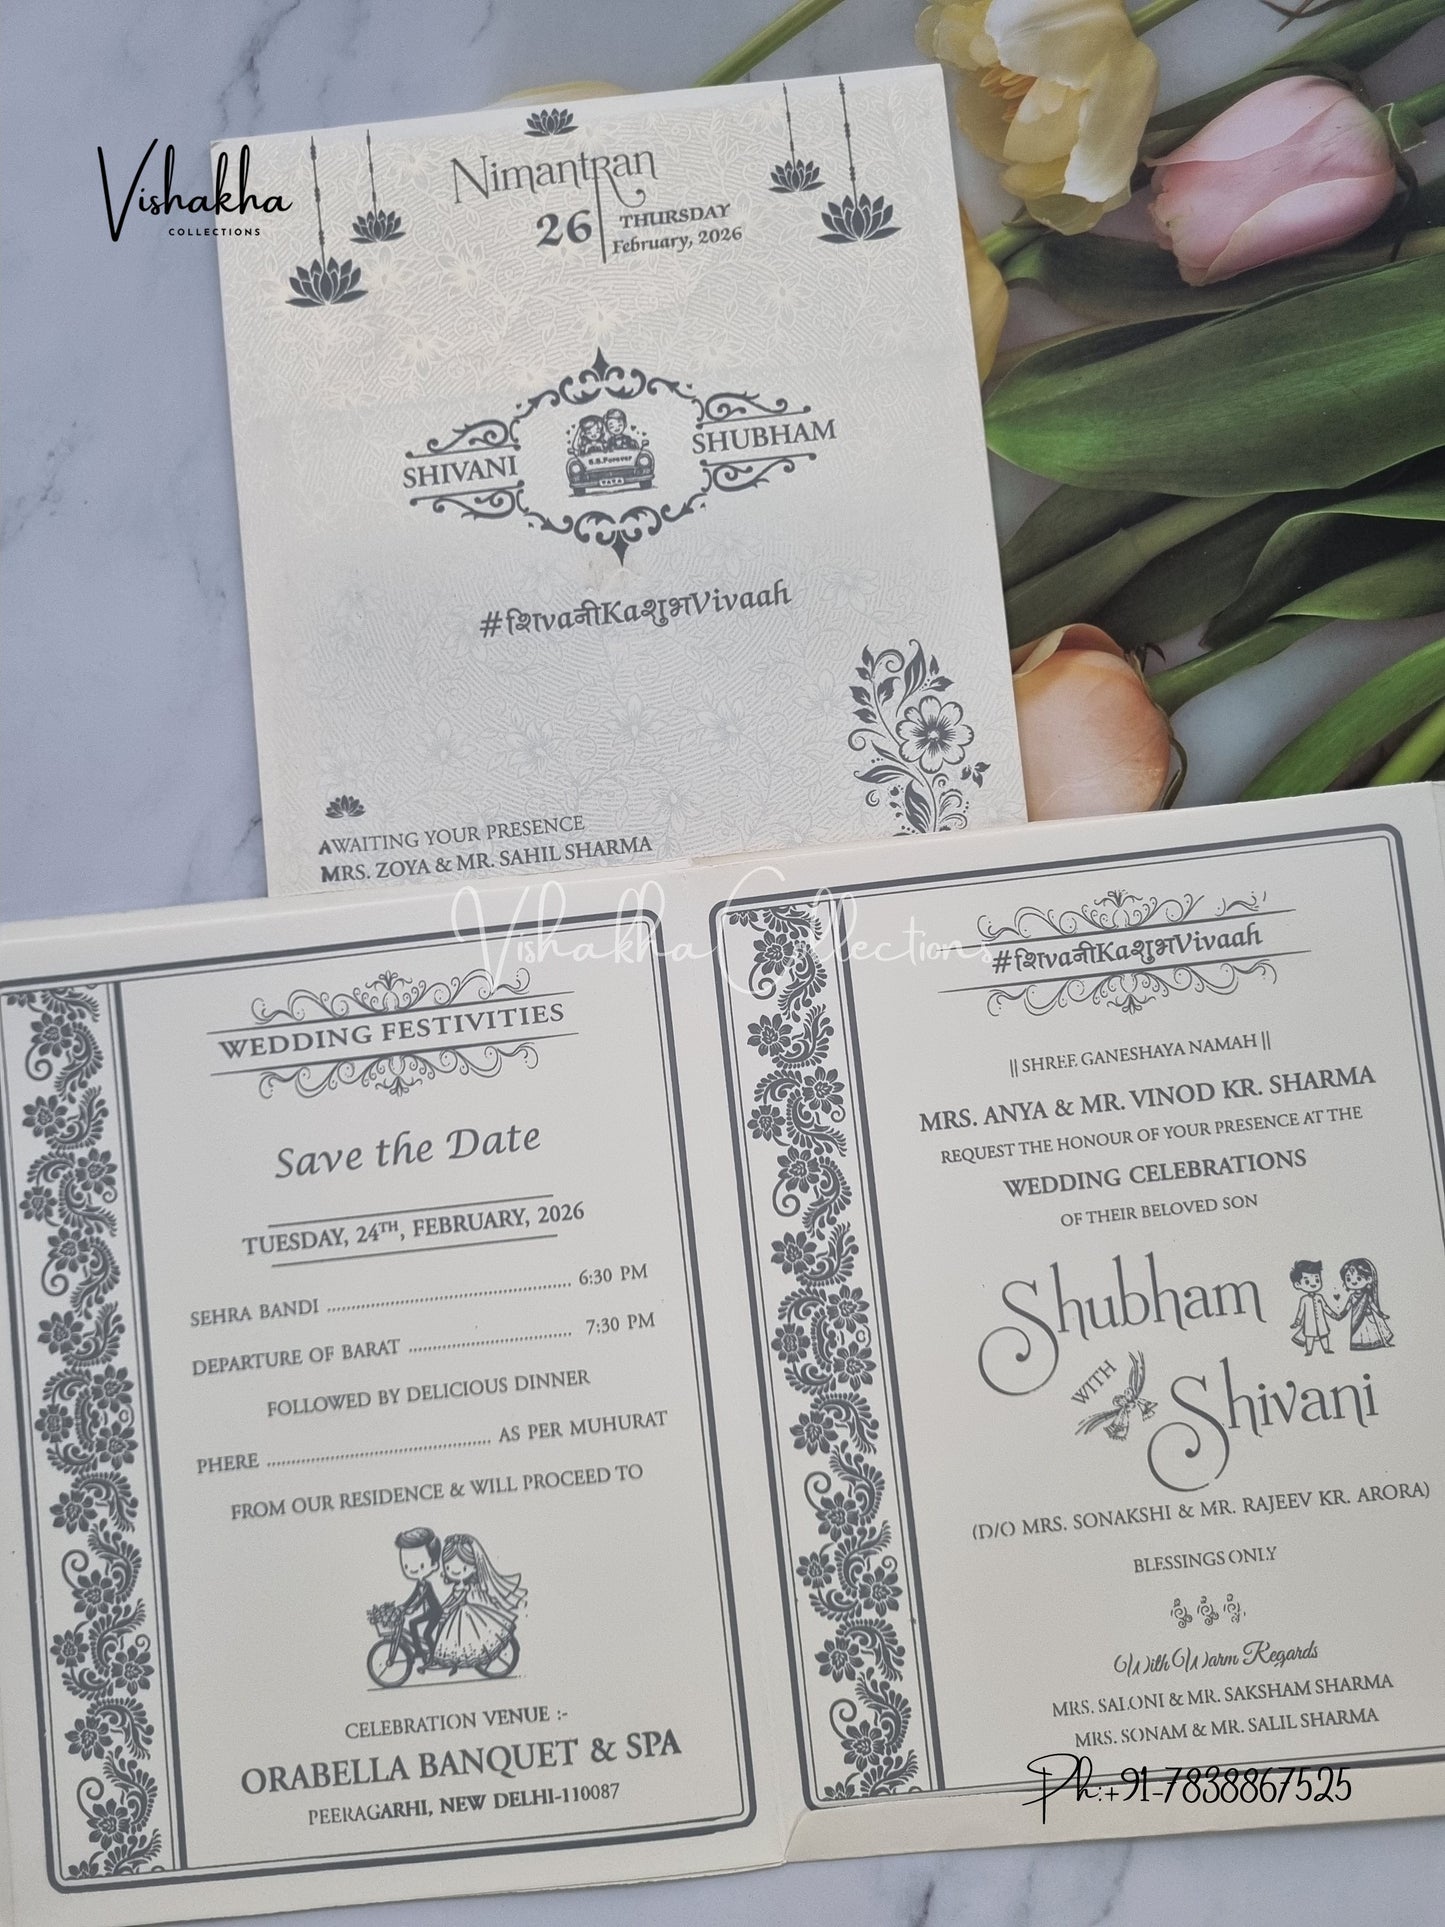 Vishakha
COLLECTIONS
Nimantran
26 THURSDAY
February, 2026
SHIVANI
S.S.Forever
SHUBHAM
#शिvaनीKaशुभVivaah
AWAITING YOUR PRESENCE
MRS. ZOYA & MR. SAHIL SHARMA
Vishakha Collections
WEDDING FESTIVITIES
Save the Date
TUESDAY, 24TH, FEBRUARY, 2026
SEHRA BANDI .................................................. 6:30 PM
DEPARTURE OF BARAT .................................. 7:30 PM
FOLLOWED BY DELICIOUS DINNER
PHERE .............................................. AS PER MUHURAT
FROM OUR RESIDENCE & WILL PROCEED TO
CELEBRATION VENUE :-
ORABELLA BANQUET & SPA
PEERAGARHI, NEW DELHI-110087
#शिvaनीKaशुभVivaah
|| SHREE GANESHAYA NAMAH ||
MRS. ANYA & MR. VINOD KR. SHARMA
REQUEST THE HONOUR OF YOUR PRESENCE AT THE
WEDDING CELEBRATIONS
OF THEIR BELOVED SON
Shubham
WITH
Shivani
(D/O MRS. SONAKSHI & MR. RAJEEV KR. ARORA)
BLESSINGS ONLY
With Warm Regards
MRS. SALONI & MR. SAKSHAM SHARMA
MRS. SONAM & MR. SALIL SHARMA
Ph:+91-7838867525